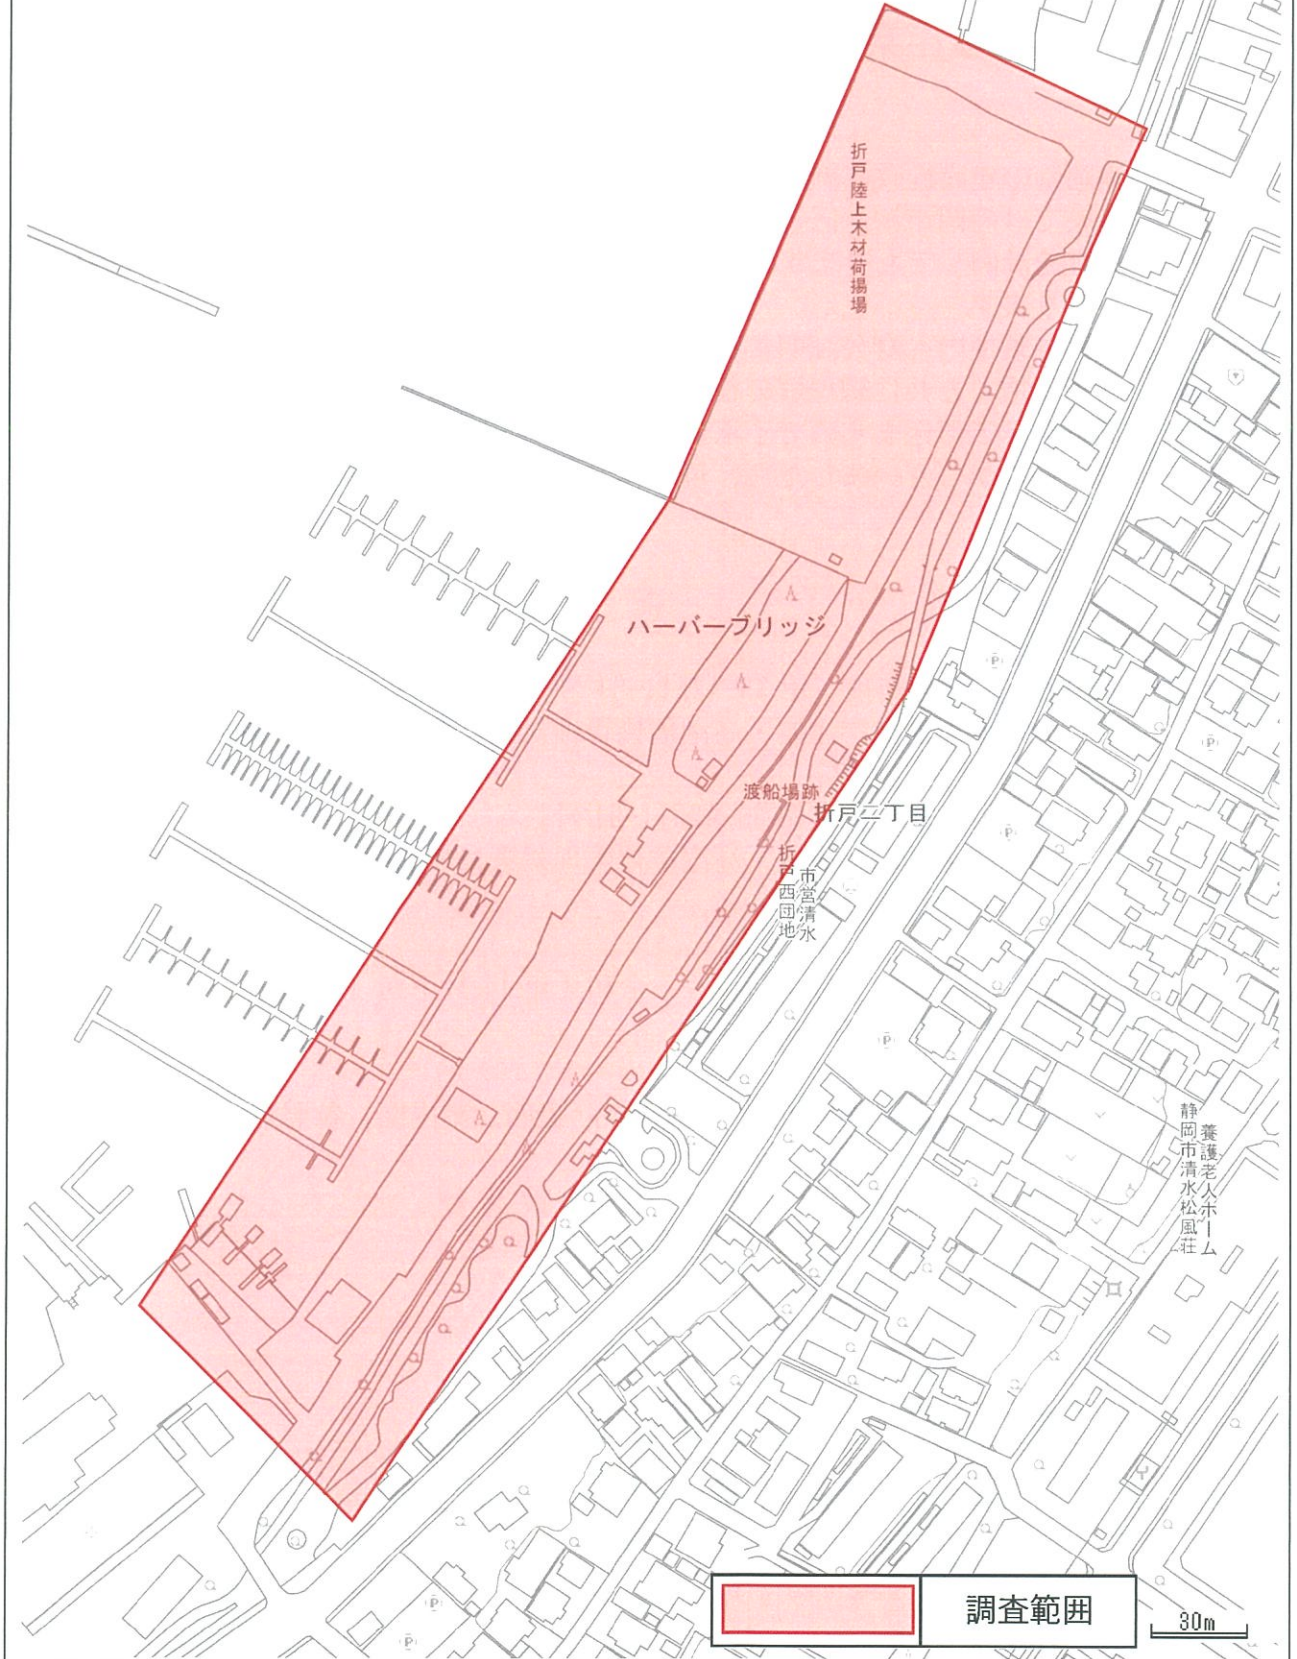 折戸陸上木材荷揚場
ハーバーブリッジ
渡船場跡
折戸二丁目
市営清水
折戸西団地
養護老人ホーム
静岡市清水松風荘
調査範囲
30m